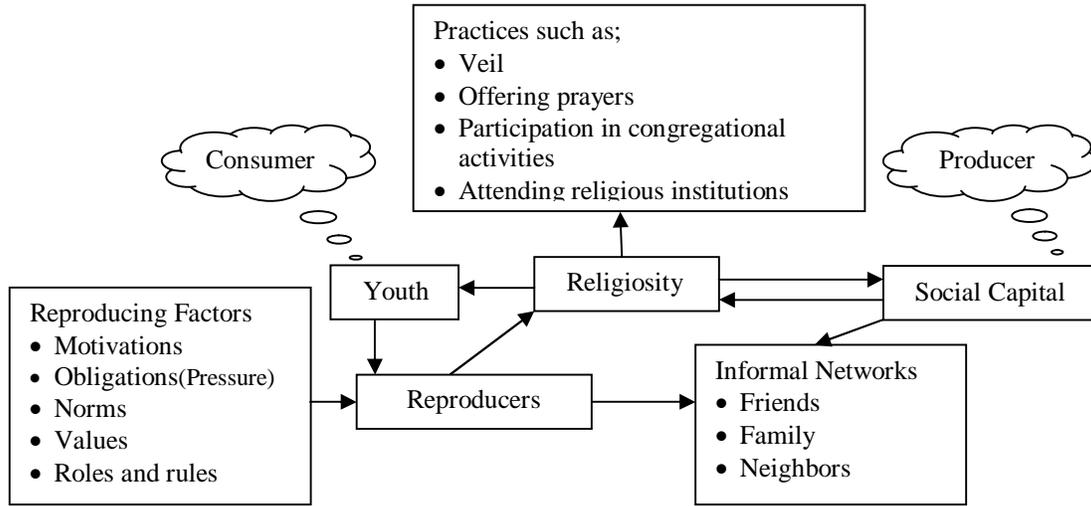 Practices such as;
• Veil
• Offering prayers
• Participation in congregational
activities
• Attending religious institutions
Consumer
Producer
Youth
Religiosity
Social Capital
Reproducing Factors
• Motivations
• Obligations(Pressure)
• Norms
• Values
• Roles and rules
Reproducers
Informal Networks
• Friends
• Family
• Neighbors